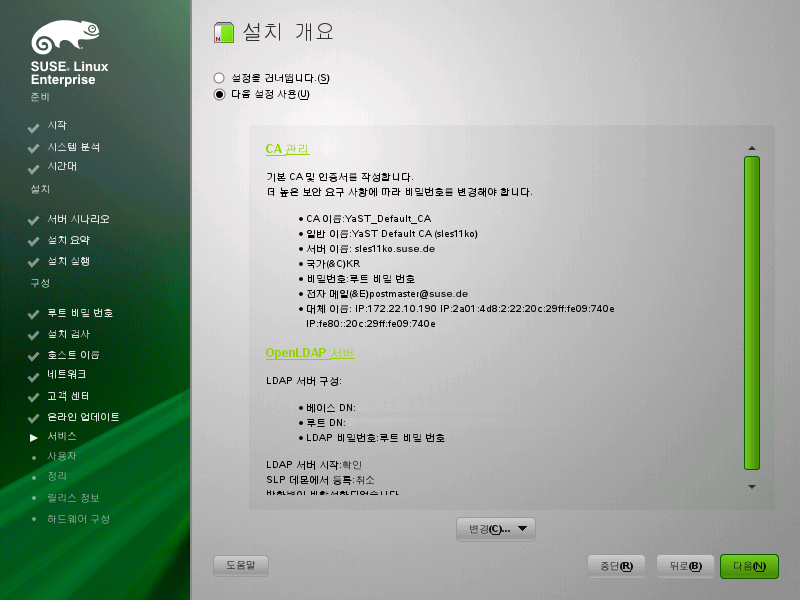 SUSE® Linux
Enterprise
준비
시작
시스템 분석
시간대
설치
서버 시나리오
설치 요약
설치 실행
구성
루트 비밀 번호
설치 검사
호스트 이름
네트워크
고객 센터
온라인 업데이트
서비스
사용자
정리
릴리스 정보
하드웨어 구성
설치 개요
설정을 건너뜁니다.(S)
다음 설정 사용(U)
CA 관리
기본 CA 및 인증서를 작성합니다.
더 높은 보안 요구 사항에 따라 비밀번호를 변경해야 합니다.
• CA 이름:YaST_Default_CA
• 일반 이름:YaST Default CA (sles11ko)
• 서버 이름: sles11ko.suse.de
• 국가(&C)KR
• 비밀번호:루트 비밀 번호
• 전자 메일(&E)postmaster@suse.de
• 대체 이름: IP:172.22.10.190 IP:2a01:4d8:2:22:20c:29ff:fe09:740e
IP:fe80::20c:29ff:fe09:740e
OpenLDAP 서버
LDAP 서버 구성:
• 베이스 DN:
• 루트 DN:
• LDAP 비밀번호:루트 비밀 번호
LDAP 서버 시작:확인
SLP 데몬에서 등록:취소
변경(C)...
도움말
중단(R)
뒤로(B)
다음(N)